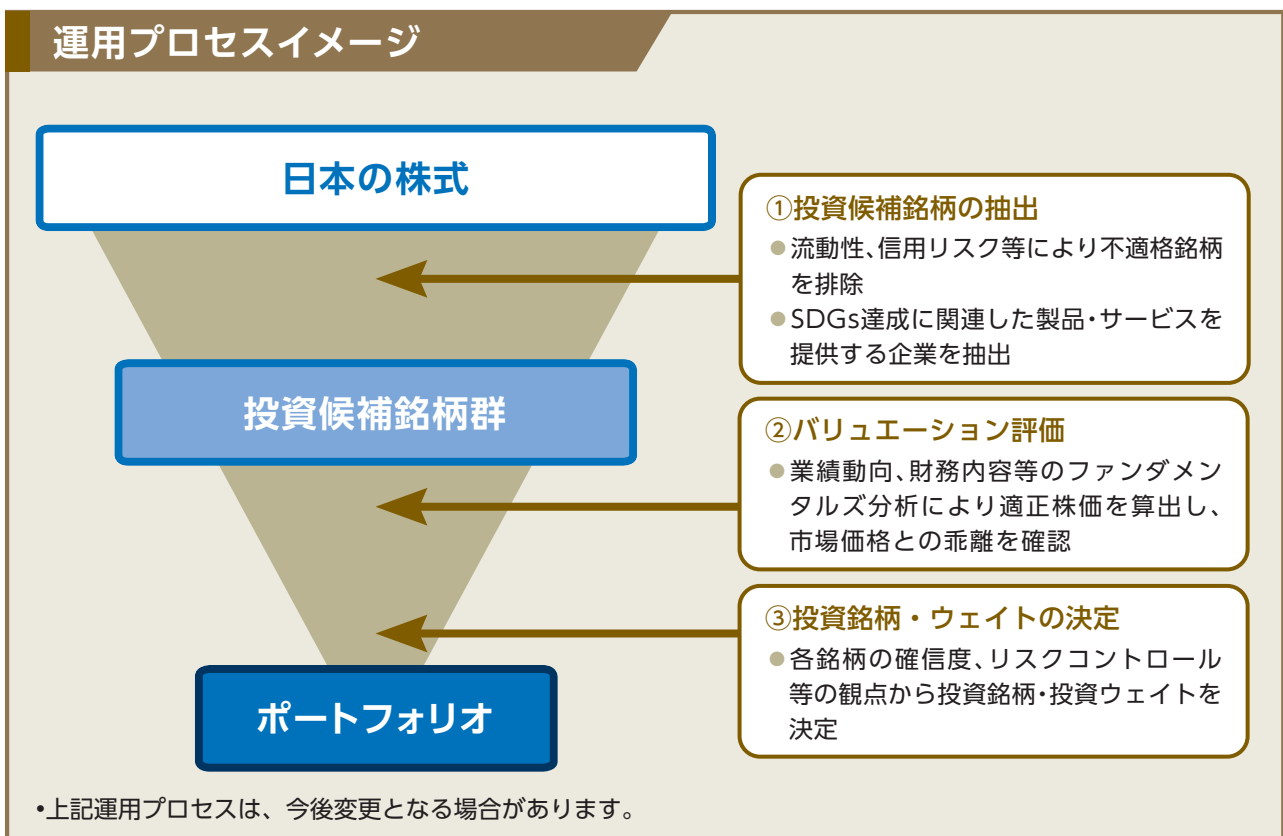 運用プロセスイメージ
日本の株式
①投資候補銘柄の抽出
●流動性、信用リスク等により不適格銘柄
を排除
●SDGs達成に関連した製品・サービスを
提供する企業を抽出
投資候補銘柄群
②バリュエーション評価
●業績動向、財務内容等のファンダメン
タルズ分析により適正株価を算出し、
市場価格との乖離を確認
③投資銘柄・ウェイトの決定
●各銘柄の確信度、リスクコントロール
等の観点から投資銘柄・投資ウェイトを
決定
ポートフォリオ
•上記運用プロセスは、今後変更となる場合があります。